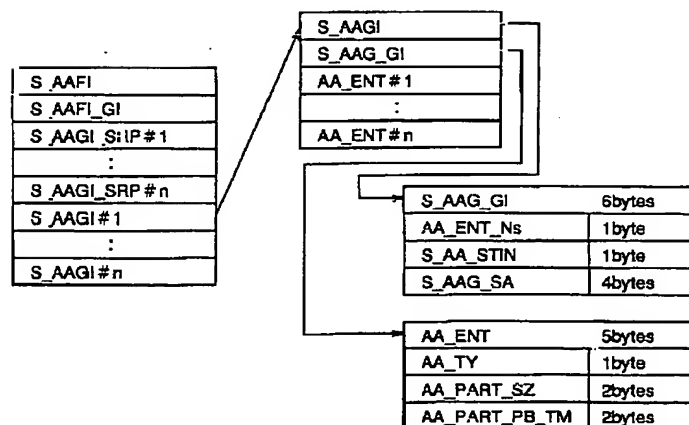 S_AAFI
S_AAFI_GI
S_AAGI_SRP#1
:
S_AAGI_SRP#n
S_AAGI#1
:
S_AAGI#n
S_AAGI
S_AAG_GI
AA_ENT#1
:
AA_ENT#n
S_AAG_GI 6bytes
AA_ENT_Ns 1byte
S_AA_STIN 1byte
S_AAG_SA 4bytes
AA_ENT 5bytes
AA_TY 1byte
AA_PART_SZ 2bytes
AA_PART_PB_TM 2bytes